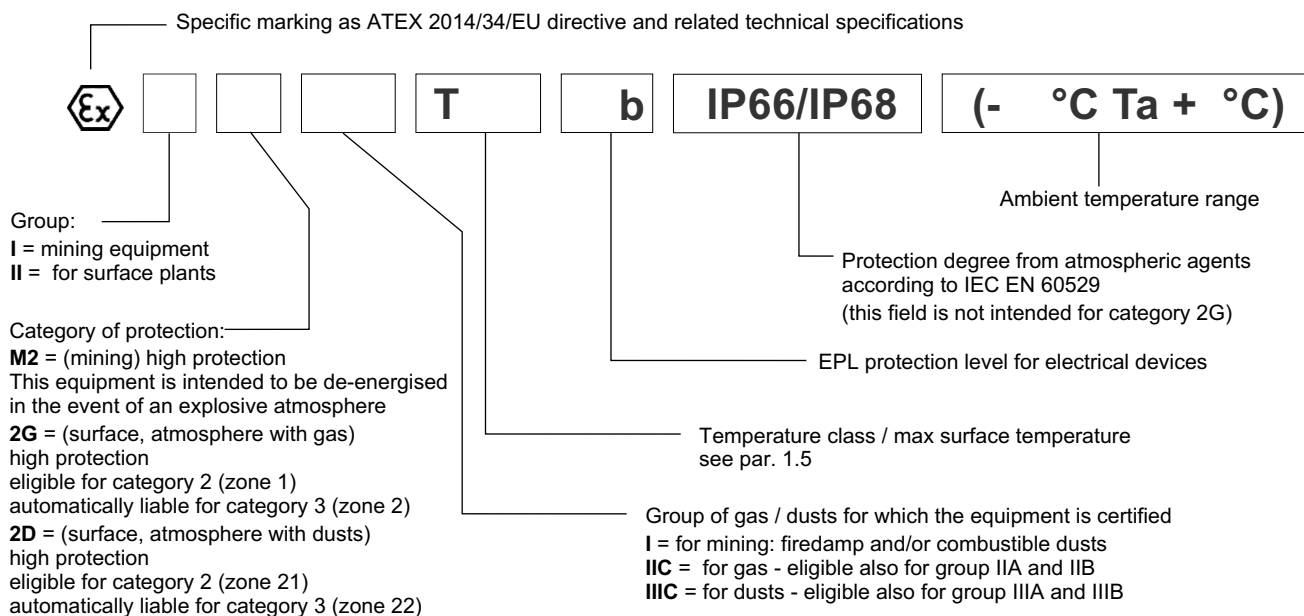 Specific marking as ATEX 2014/34/EU directive and related technical specifications
Ex T b IP66/IP68 (- °C Ta + °C)
Group:
I = mining equipment
II = for surface plants
Category of protection:
M2 = (mining) high protection
This equipment is intended to be de-energised
in the event of an explosive atmosphere
2G = (surface, atmosphere with gas)
high protection
eligible for category 2 (zone 1)
automatically liable for category 3 (zone 2)
2D = (surface, atmosphere with dusts)
high protection
eligible for category 2 (zone 21)
automatically liable for category 3 (zone 22)
Ambient temperature range
Protection degree from atmospheric agents
according to IEC EN 60529
(this field is not intended for category 2G)
EPL protection level for electrical devices
Temperature class / max surface temperature
see par. 1.5
Group of gas / dusts for which the equipment is certified
I = for mining: firedamp and/or combustible dusts
IIC = for gas - eligible also for group IIA and IIB
IIIC = for dusts - eligible also for group IIIA and IIIB